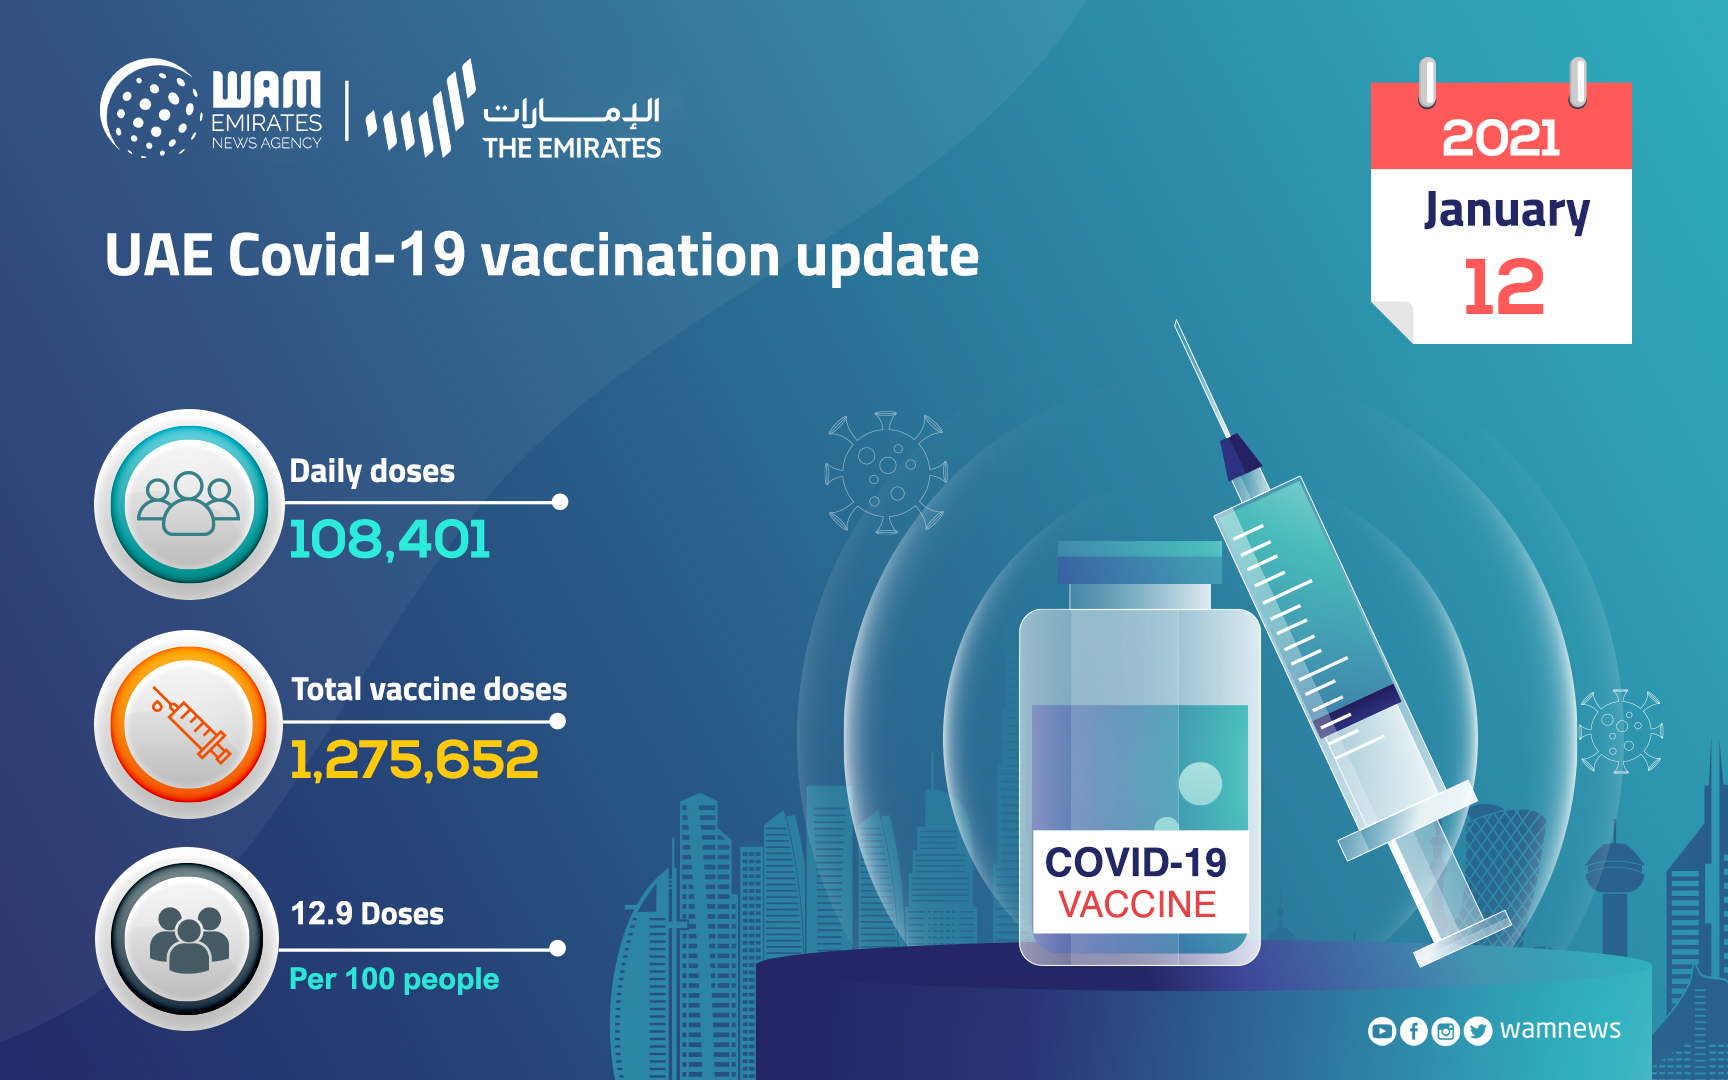 WAM
EMIRATES
NEWS AGENCY
الإمارات
THE EMIRATES
2021
January
12
UAE Covid-19 vaccination update
Daily doses
108,401
Total vaccine doses
1,275,652
12.9 Doses
Per 100 people
COVID-19
VACCINE
wamnews